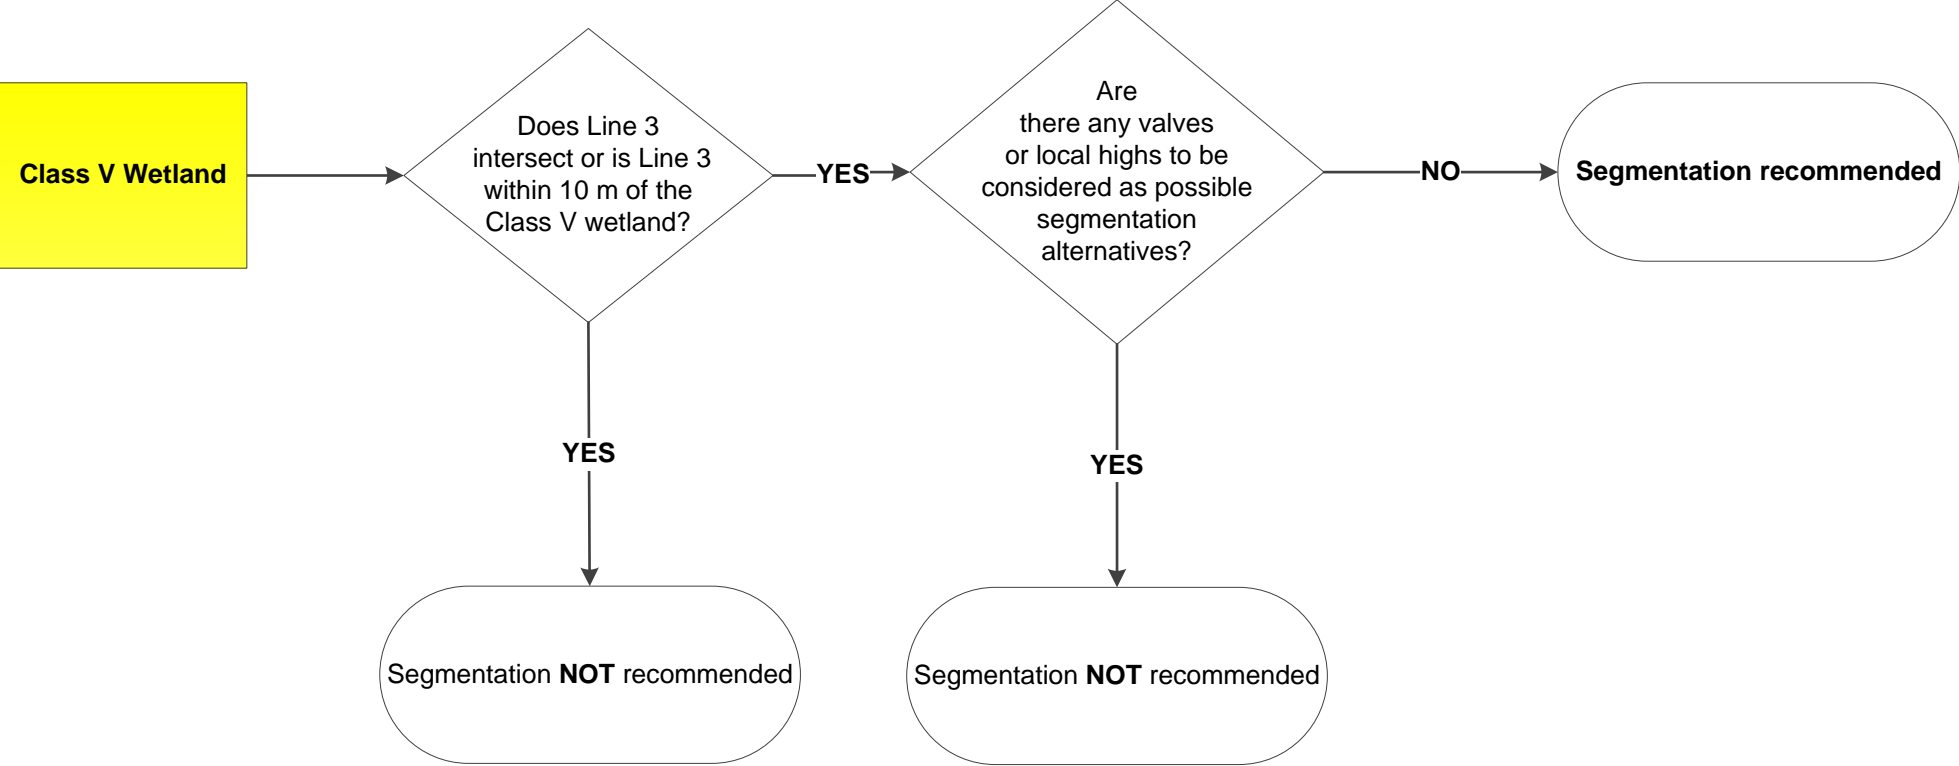 Class V Wetland
Does Line 3
intersect or is Line 3
within 10 m of the
Class V wetland?
YES
Are
there any valves
or local highs to be
considered as possible
segmentation
alternatives?
NO
Segmentation recommended
YES
YES
Segmentation NOT recommended
Segmentation NOT recommended